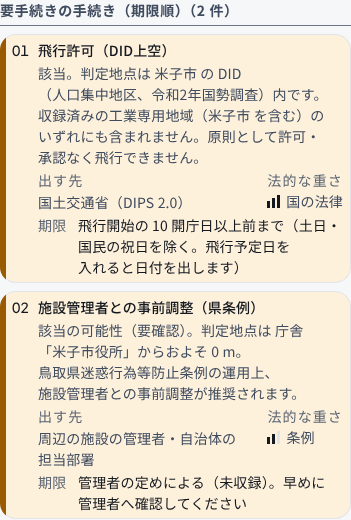 要手続きの手続き（期限順）（2 件）
01 飛行許可（DID上空）
該当。判定地点は 米子市 の DID
（人口集中地区、令和2年国勢調査）内です。
収録済みの工業専用地域（米子市 を含む）の
いずれにも含まれません。原則として許可・
承認なく飛行できません。
出す先 法的な重さ
国土交通省（DIPS 2.0） 国の法律
期限 飛行開始の 10 開庁日以上前まで（土日・
国民の祝日を除く。飛行予定日を
入れると日付を出します）
02 施設管理者との事前調整（県条例）
該当の可能性（要確認）。判定地点は 庁舎
「米子市役所」からおよそ 0 m。
鳥取県迷惑行為等防止条例の運用上、
施設管理者との事前調整が推奨されます。
出す先 法的な重さ
周辺の施設の管理者・自治体の 条例
担当部署
期限 管理者の定めによる（未収録）。早めに
管理者へ確認してください